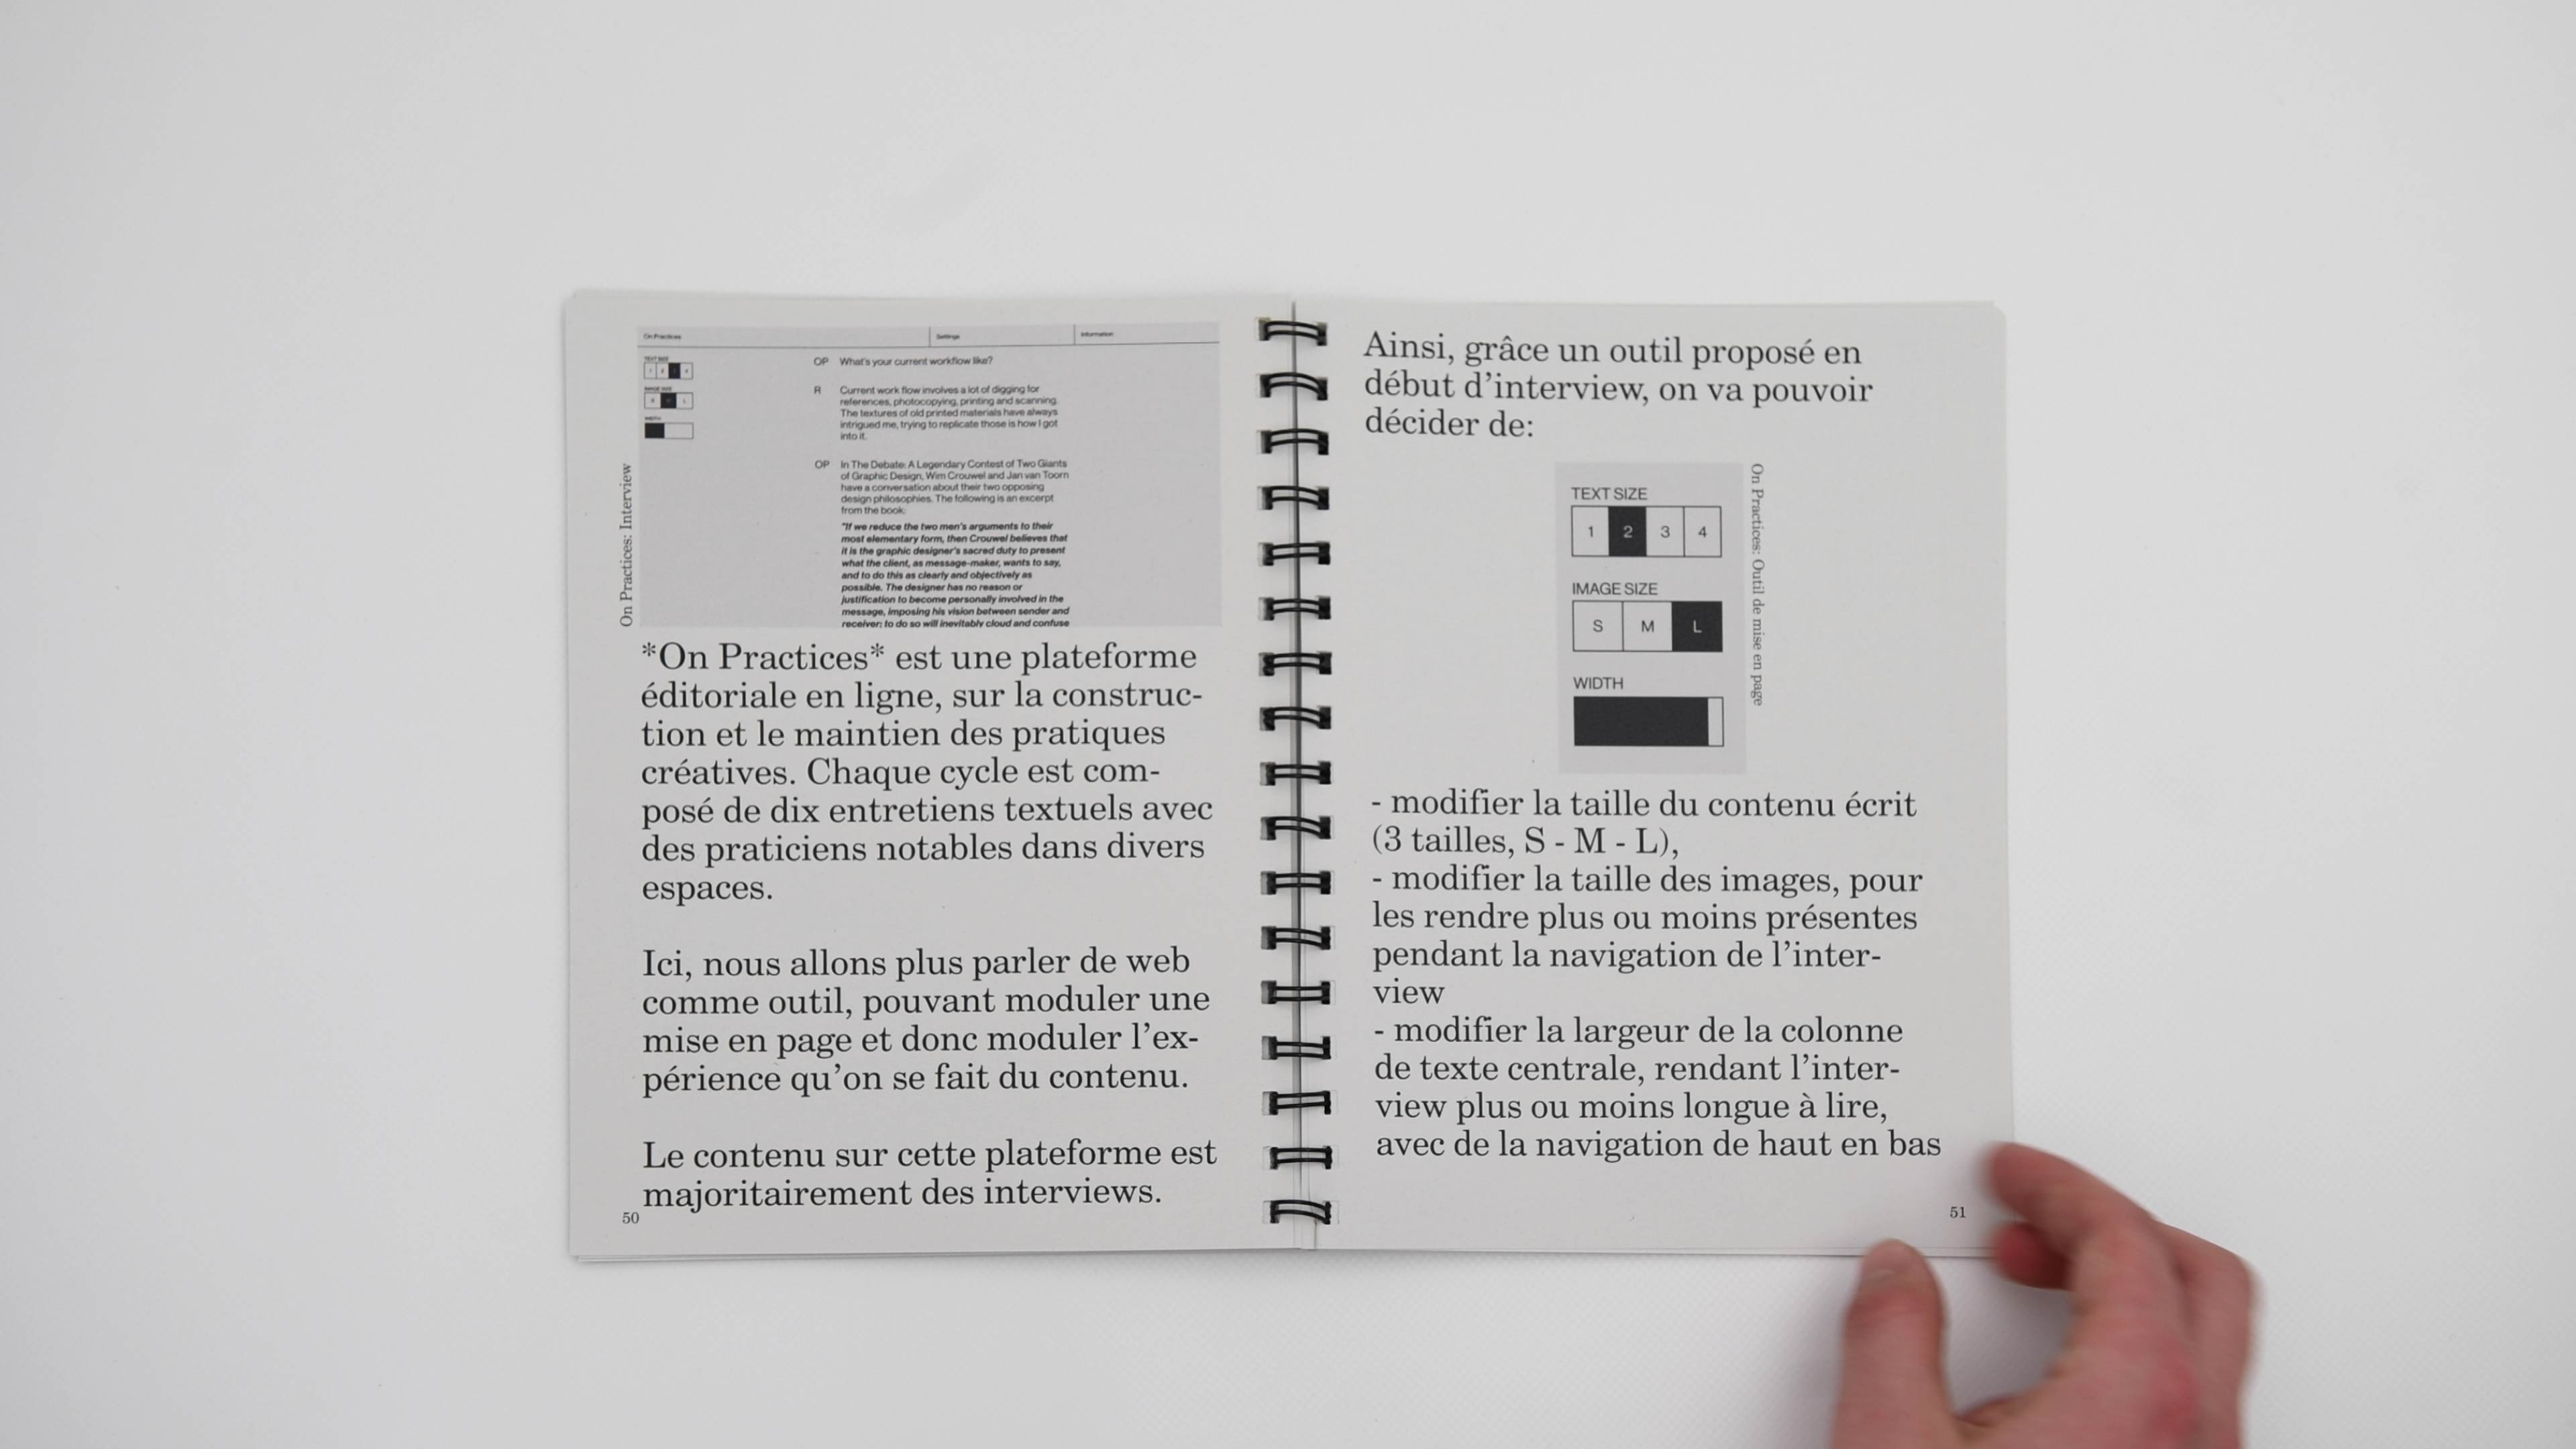 On Practices
Settings
Information
TEXT SIZE
1 2 3 4
IMAGE SIZE
S M L
WIDTH
OP What's your current workflow like?
R Current work flow involves a lot of digging for
references, photocopying, printing and scanning.
The textures of old printed materials have always
intrigued me, trying to replicate those is how I got
into it.
OP In The Debate: A Legendary Contest of Two Giants
of Graphic Design, Wim Crouwel and Jan van Toorn
have a conversation about their two opposing
design philosophies. The following is an excerpt
from the book:
"If we reduce the two men's arguments to their
most elementary form, then Crouwel believes that
it is the graphic designer's sacred duty to present
what the client, as message-maker, wants to say,
and to do this as clearly and objectively as
possible. The designer has no reason or
justification to become personally involved in the
message, imposing his vision between sender and
receiver; to do so will inevitably cloud and confuse
On Practices: Interview
*On Practices* est une plateforme
éditoriale en ligne, sur la construc-
tion et le maintien des pratiques
créatives. Chaque cycle est com-
posé de dix entretiens textuels avec
des praticiens notables dans divers
espaces.
Ici, nous allons plus parler de web
comme outil, pouvant moduler une
mise en page et donc moduler l'ex-
périence qu'on se fait du contenu.
Le contenu sur cette plateforme est
majoritairement des interviews.
50
Ainsi, grâce un outil proposé en
début d'interview, on va pouvoir
décider de:
TEXT SIZE
1 2 3 4
IMAGE SIZE
S M L
WIDTH
On Practices: Outil de mise en page
- modifier la taille du contenu écrit
(3 tailles, S - M - L),
- modifier la taille des images, pour
les rendre plus ou moins présentes
pendant la navigation de l'inter-
view
- modifier la largeur de la colonne
de texte centrale, rendant l'inter-
view plus ou moins longue à lire,
avec de la navigation de haut en bas
51